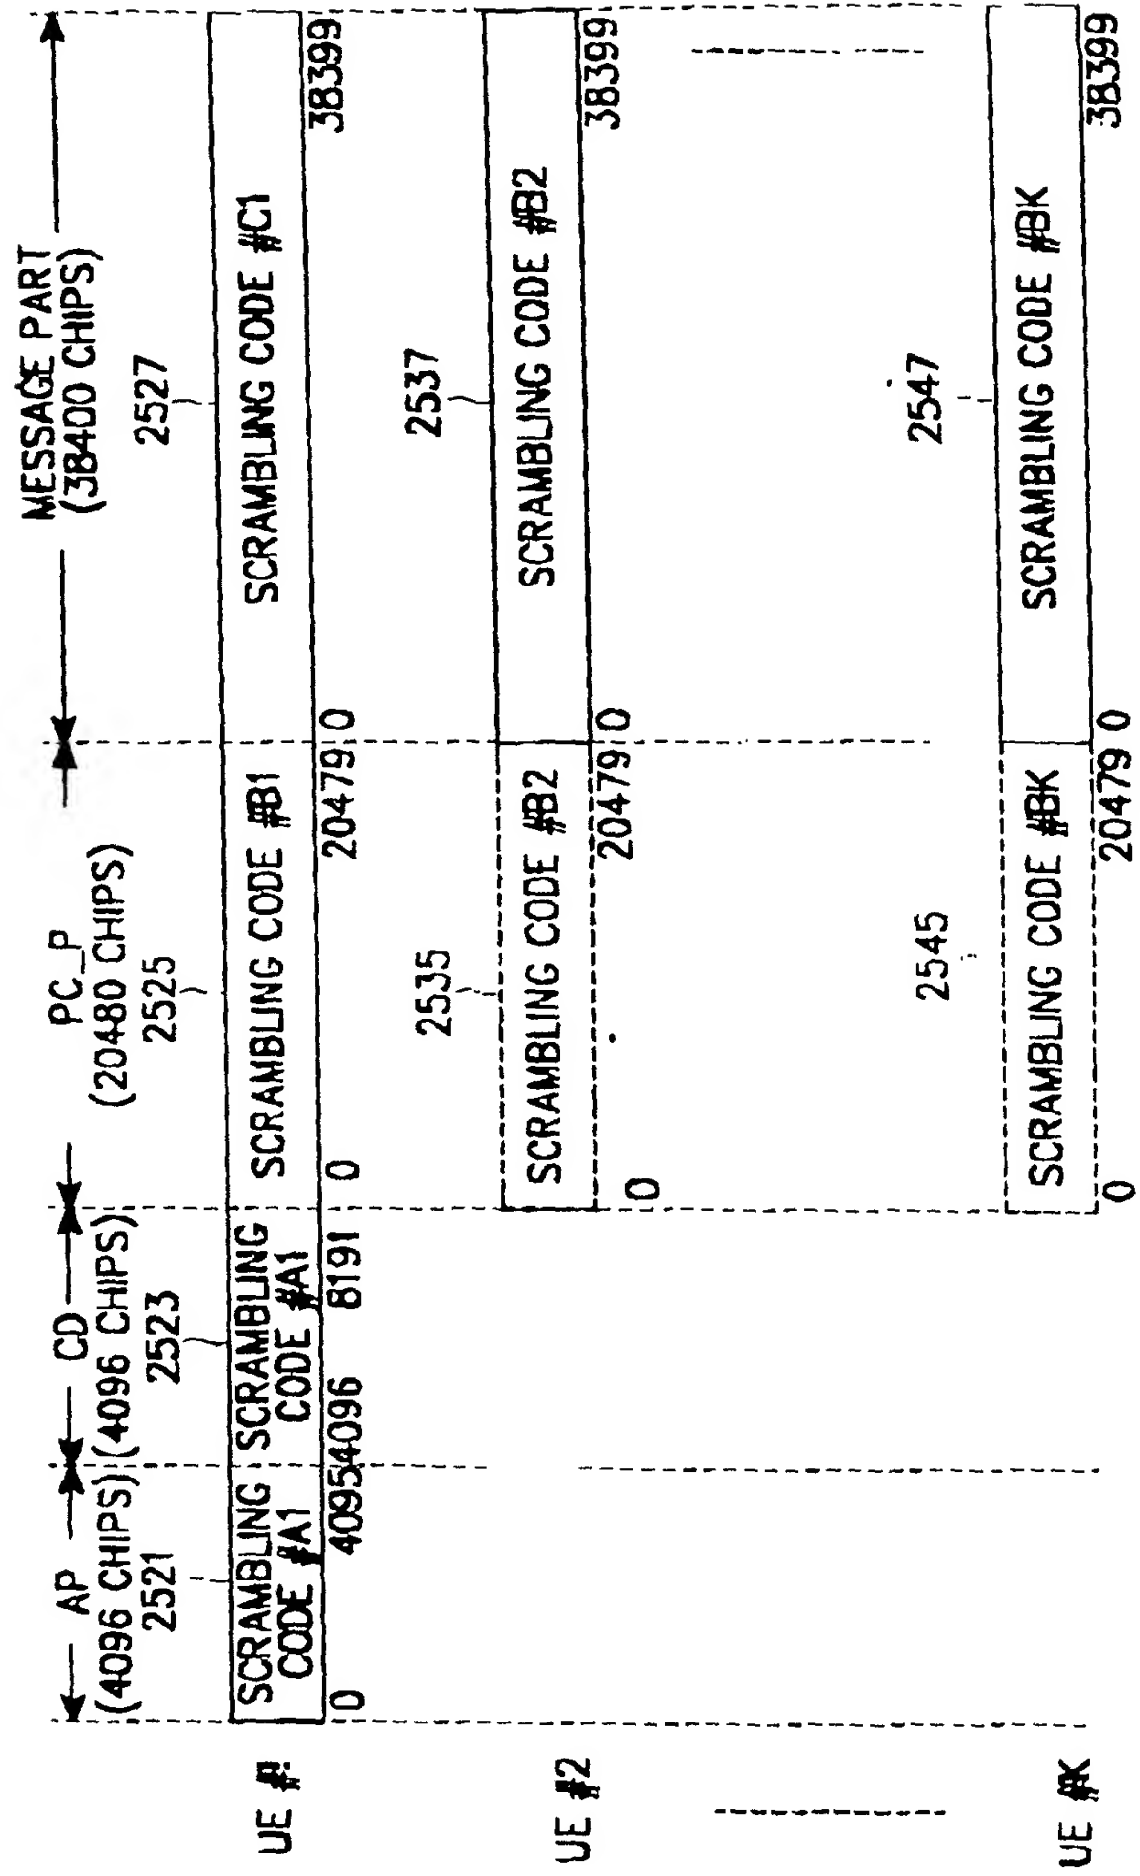 AP
CD
PC_P
MESSAGE PART
(4096 CHIPS)
(4096 CHIPS)
(20480 CHIPS)
(38400 CHIPS)
2521
2523
2525
2527
UE
SCRAMBLING
CODE #A1
SCRAMBLING
CODE #A1
SCRAMBLING CODE #B1
SCRAMBLING CODE #C1
0
4095
4096
8191
0
20479
0
38399
2535
2537
UE #2
SCRAMBLING CODE #B2
SCRAMBLING CODE #B2
0
20479
0
38399
2545
2547
UE #K
SCRAMBLING CODE #BK
SCRAMBLING CODE #BK
0
20479
0
38399